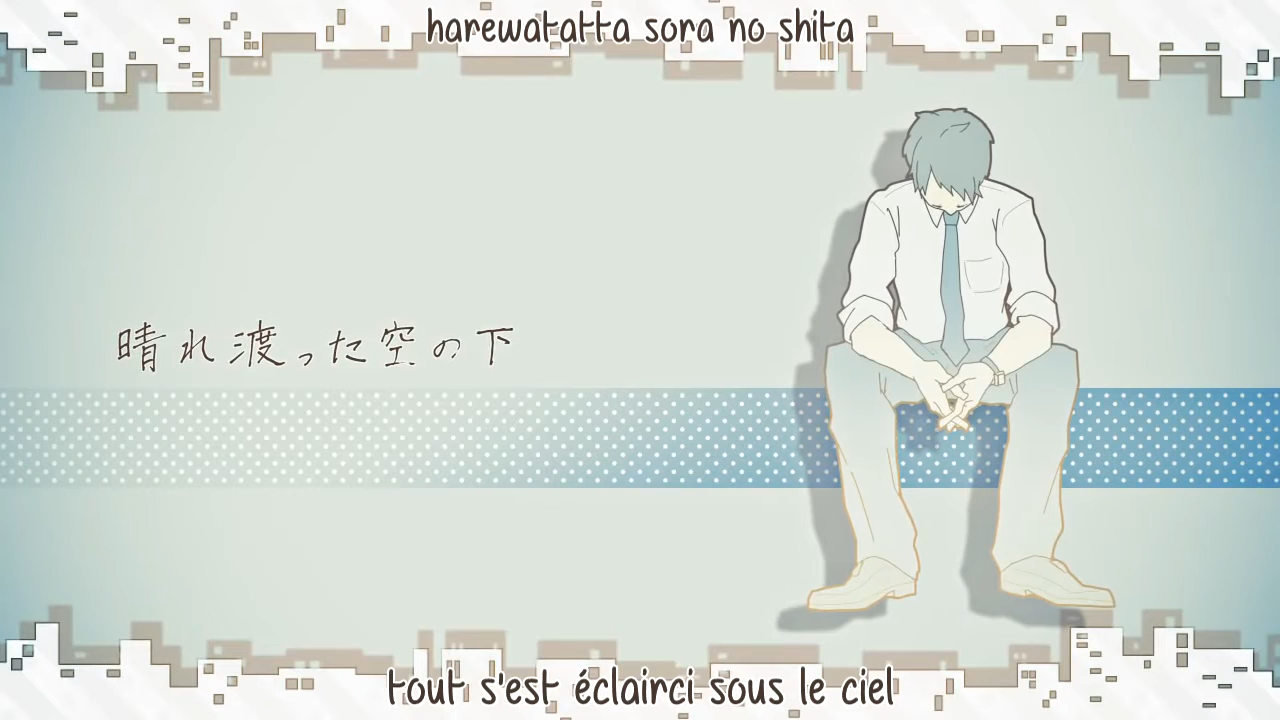 harewatatta sora no shita
晴れ渡った空の下
tout s'est éclairci sous le ciel